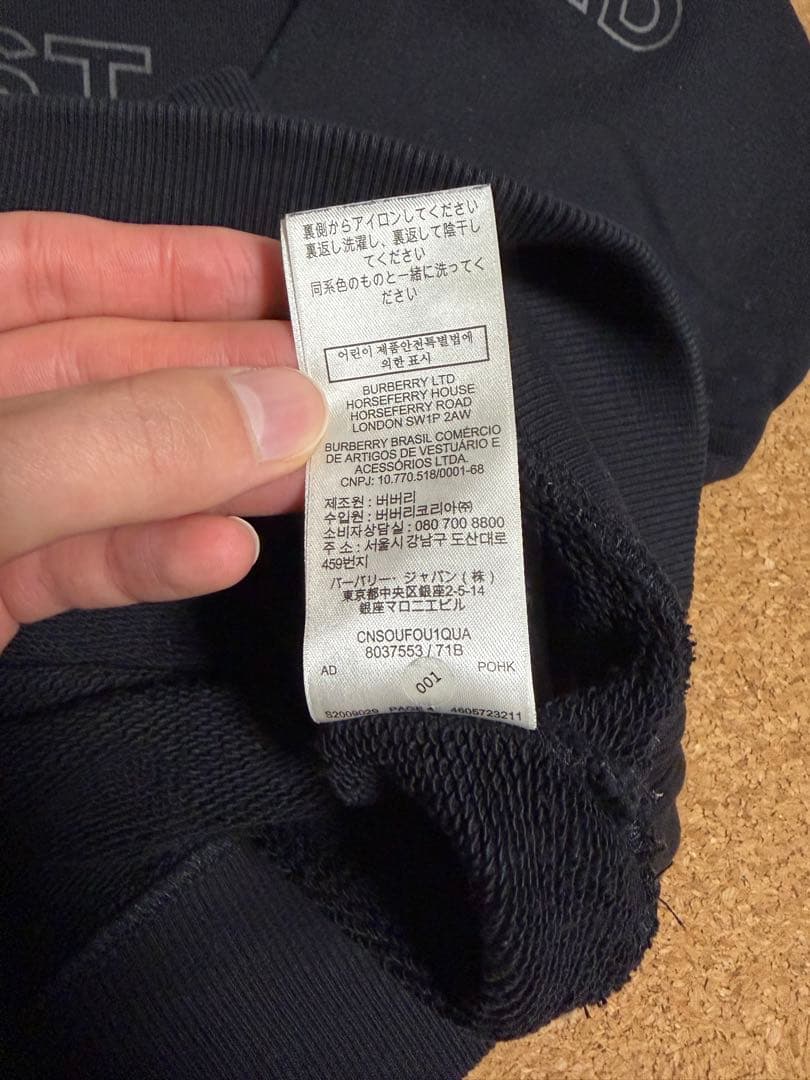 ST
D
裏側からアイロンしてください
裏返し洗濯し、裏返して陰干し
てください
同系色のものと一緒に洗ってく
ださい
어린이 제품안전특별법에
의한 표시
BURBERRY LTD
HORSEFERRY HOUSE
HORSEFERRY ROAD
LONDON SW1P 2AW
BURBERRY BRASIL COMÉRCIO
DE ARTIGOS DE VESTUÁRIO E
ACESSÓRIOS LTDA.
CNPJ: 10.770.518/0001-68
제조원 : 버버리
수입원 : 버버리코리아㈜
소비자상담실 : 080 700 8800
주 소 : 서울시 강남구 도산대로
459번지
バーバリー・ジャパン (株)
東京都中央区銀座2-5-14
銀座マロニエビル
CNSOUFOU1QUA
8037553 / 71B
AD POHK
001
S2009029 PAGE 4 4605723211